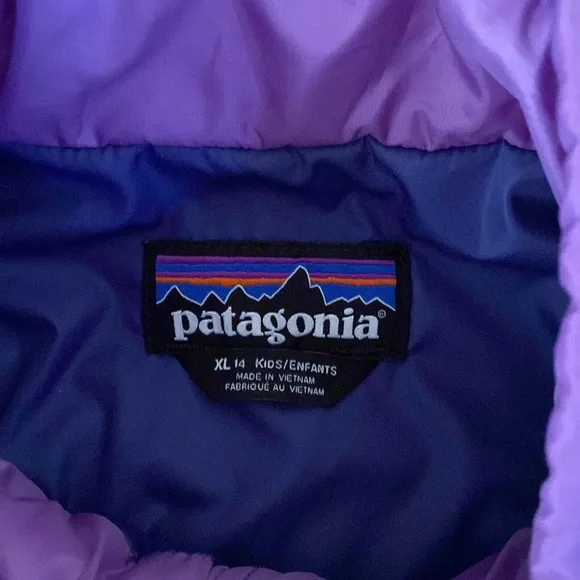 patagonia®
XL 14 KIDS/ENFANTS
MADE IN VIETNAM
FABRIQUÉ AU VIETNAM